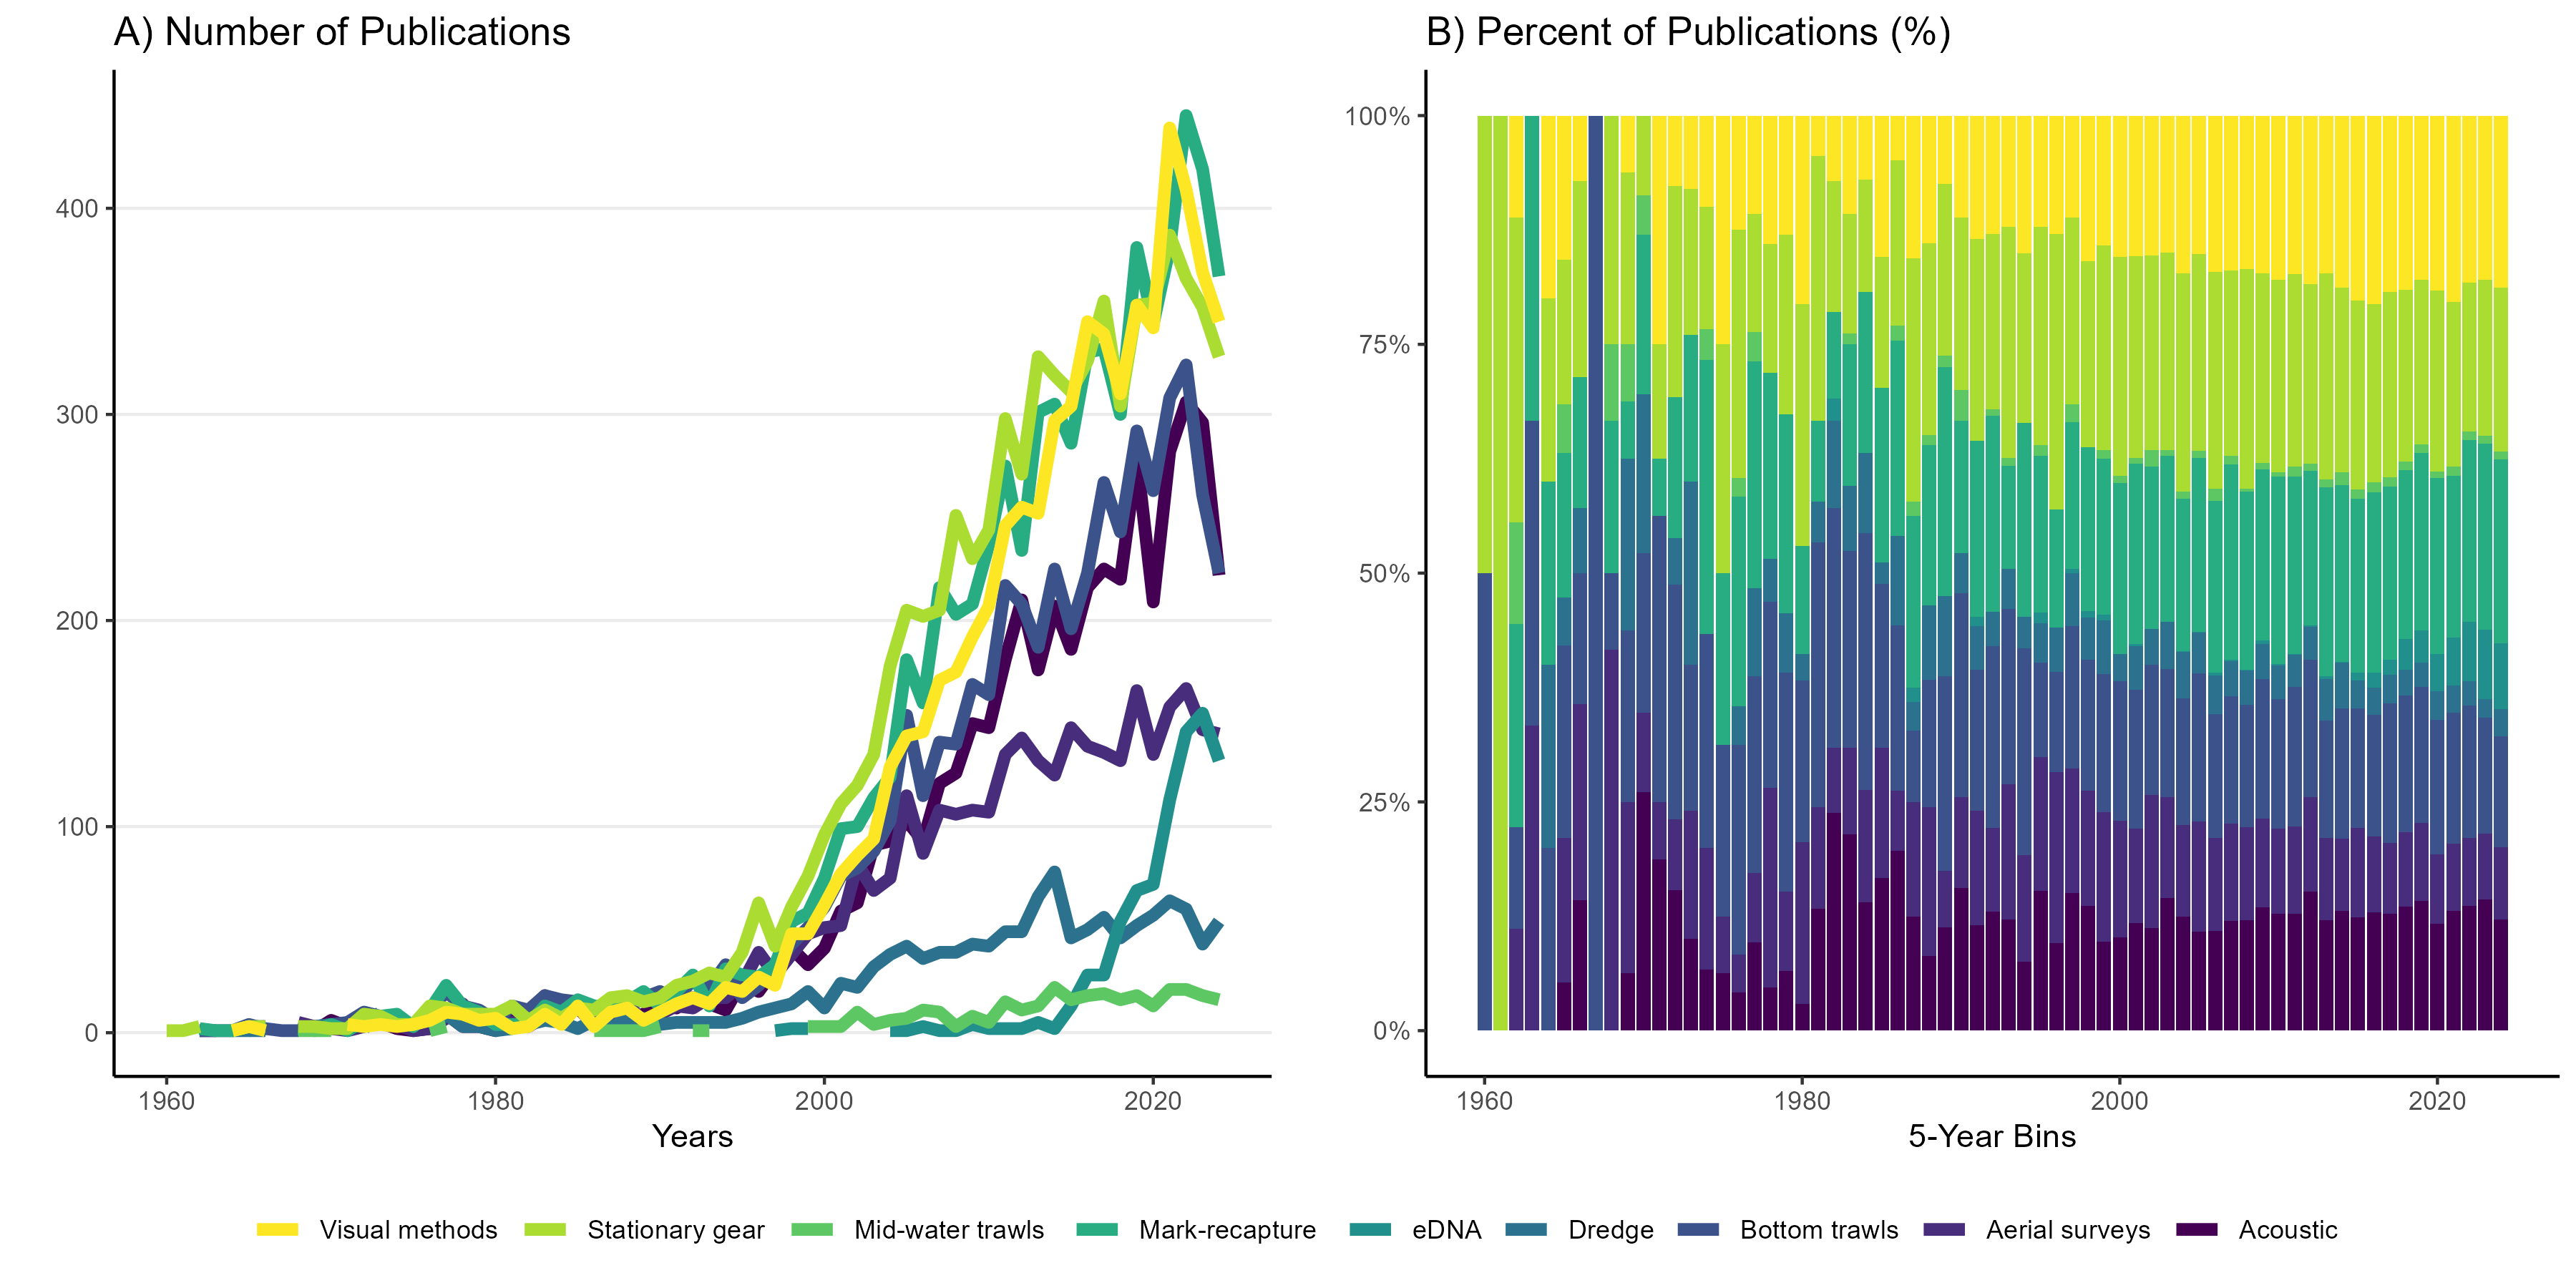 A) Number of Publications
400
300
200
100
0
1960 1980 2000 2020
Years
B) Percent of Publications (%)
100%
75%
50%
25%
0%
1960 1980 2000 2020
5-Year Bins
Visual methods Stationary gear Mid-water trawls Mark-recapture eDNA Dredge Bottom trawls Aerial surveys Acoustic